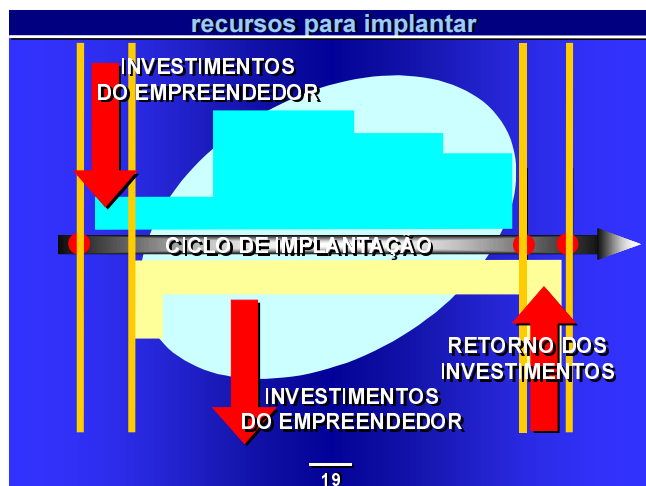 recursos para implantar
INVESTIMENTOS
DO EMPREENDEDOR
CICLO DE IMPLANTAÇÃO
RETORNO DOS
INVESTIMENTOS
INVESTIMENTOS
DO EMPREENDEDOR
19